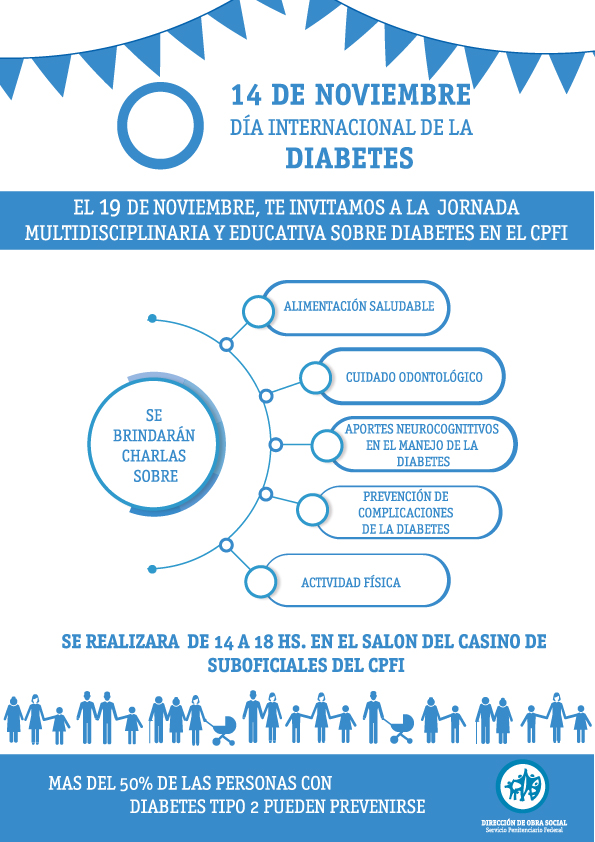 14 DE NOVIEMBRE
DÍA INTERNACIONAL DE LA
DIABETES
EL 19 DE NOVIEMBRE, TE INVITAMOS A LA JORNADA
MULTIDISCIPLINARIA Y EDUCATIVA SOBRE DIABETES EN EL CPFI
SE
BRINDARÁN
CHARLAS
SOBRE
ALIMENTACIÓN SALUDABLE
CUIDADO ODONTOLÓGICO
APORTES NEUROCOGNITIVOS
EN EL MANEJO DE LA
DIABETES
PREVENCIÓN DE
COMPLICACIONES
DE LA DIABETES
ACTIVIDAD FÍSICA
SE REALIZARA DE 14 A 18 HS. EN EL SALON DEL CASINO DE
SUBOFICIALES DEL CPFI
MAS DEL 50% DE LAS PERSONAS CON
DIABETES TIPO 2 PUEDEN PREVENIRSE
DIRECCIÓN DE OBRA SOCIAL
Servicio Penitenciario Federal